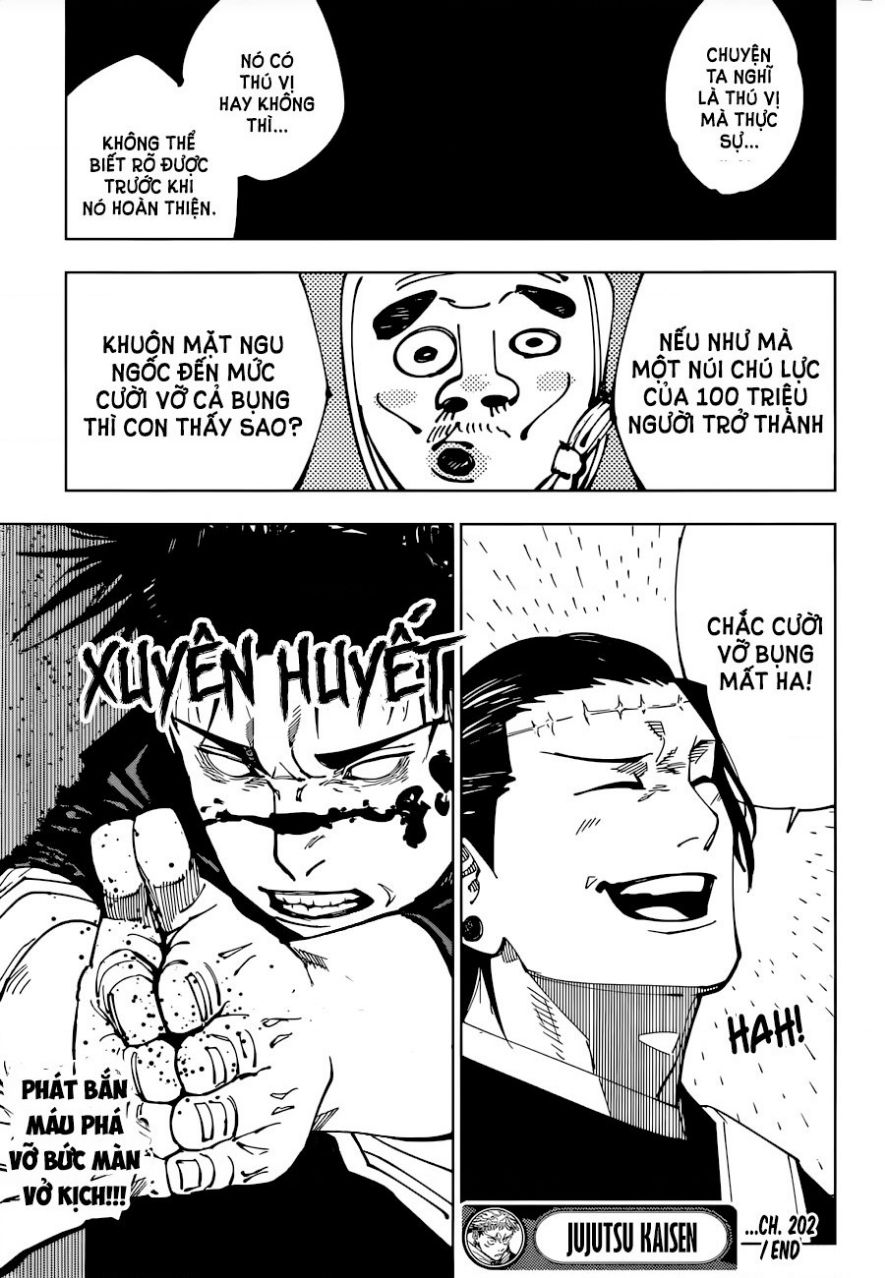 CHUYỆN
TA NGHĨ
LÀ THÚ VỊ
MÀ THỰC
SỰ...
NÓ CÓ
THÚ VỊ
HAY KHÔNG
THÌ...
KHÔNG THỂ
BIẾT RÕ ĐƯỢC
TRƯỚC KHI
NÓ HOÀN THIỆN.
NẾU NHƯ MÀ
MỘT NÚI CHÚ LỰC
CỦA 100 TRIỆU
NGƯỜI TRỞ THÀNH
KHUÔN MẶT NGU
NGỐC ĐẾN MỨC
CƯỜI VỠ CẢ BỤNG
THÌ CON THẤY SAO?
CHẮC CƯỜI
VỠ BỤNG
MẤT HA!
HAH!
XUYÊN HUYẾT
PHÁT BẮN
MÁU PHÁ
VỠ BỨC MÀN
VỞ KỊCH!!!
JUJUTSU KAISEN
...CH. 202
/ END